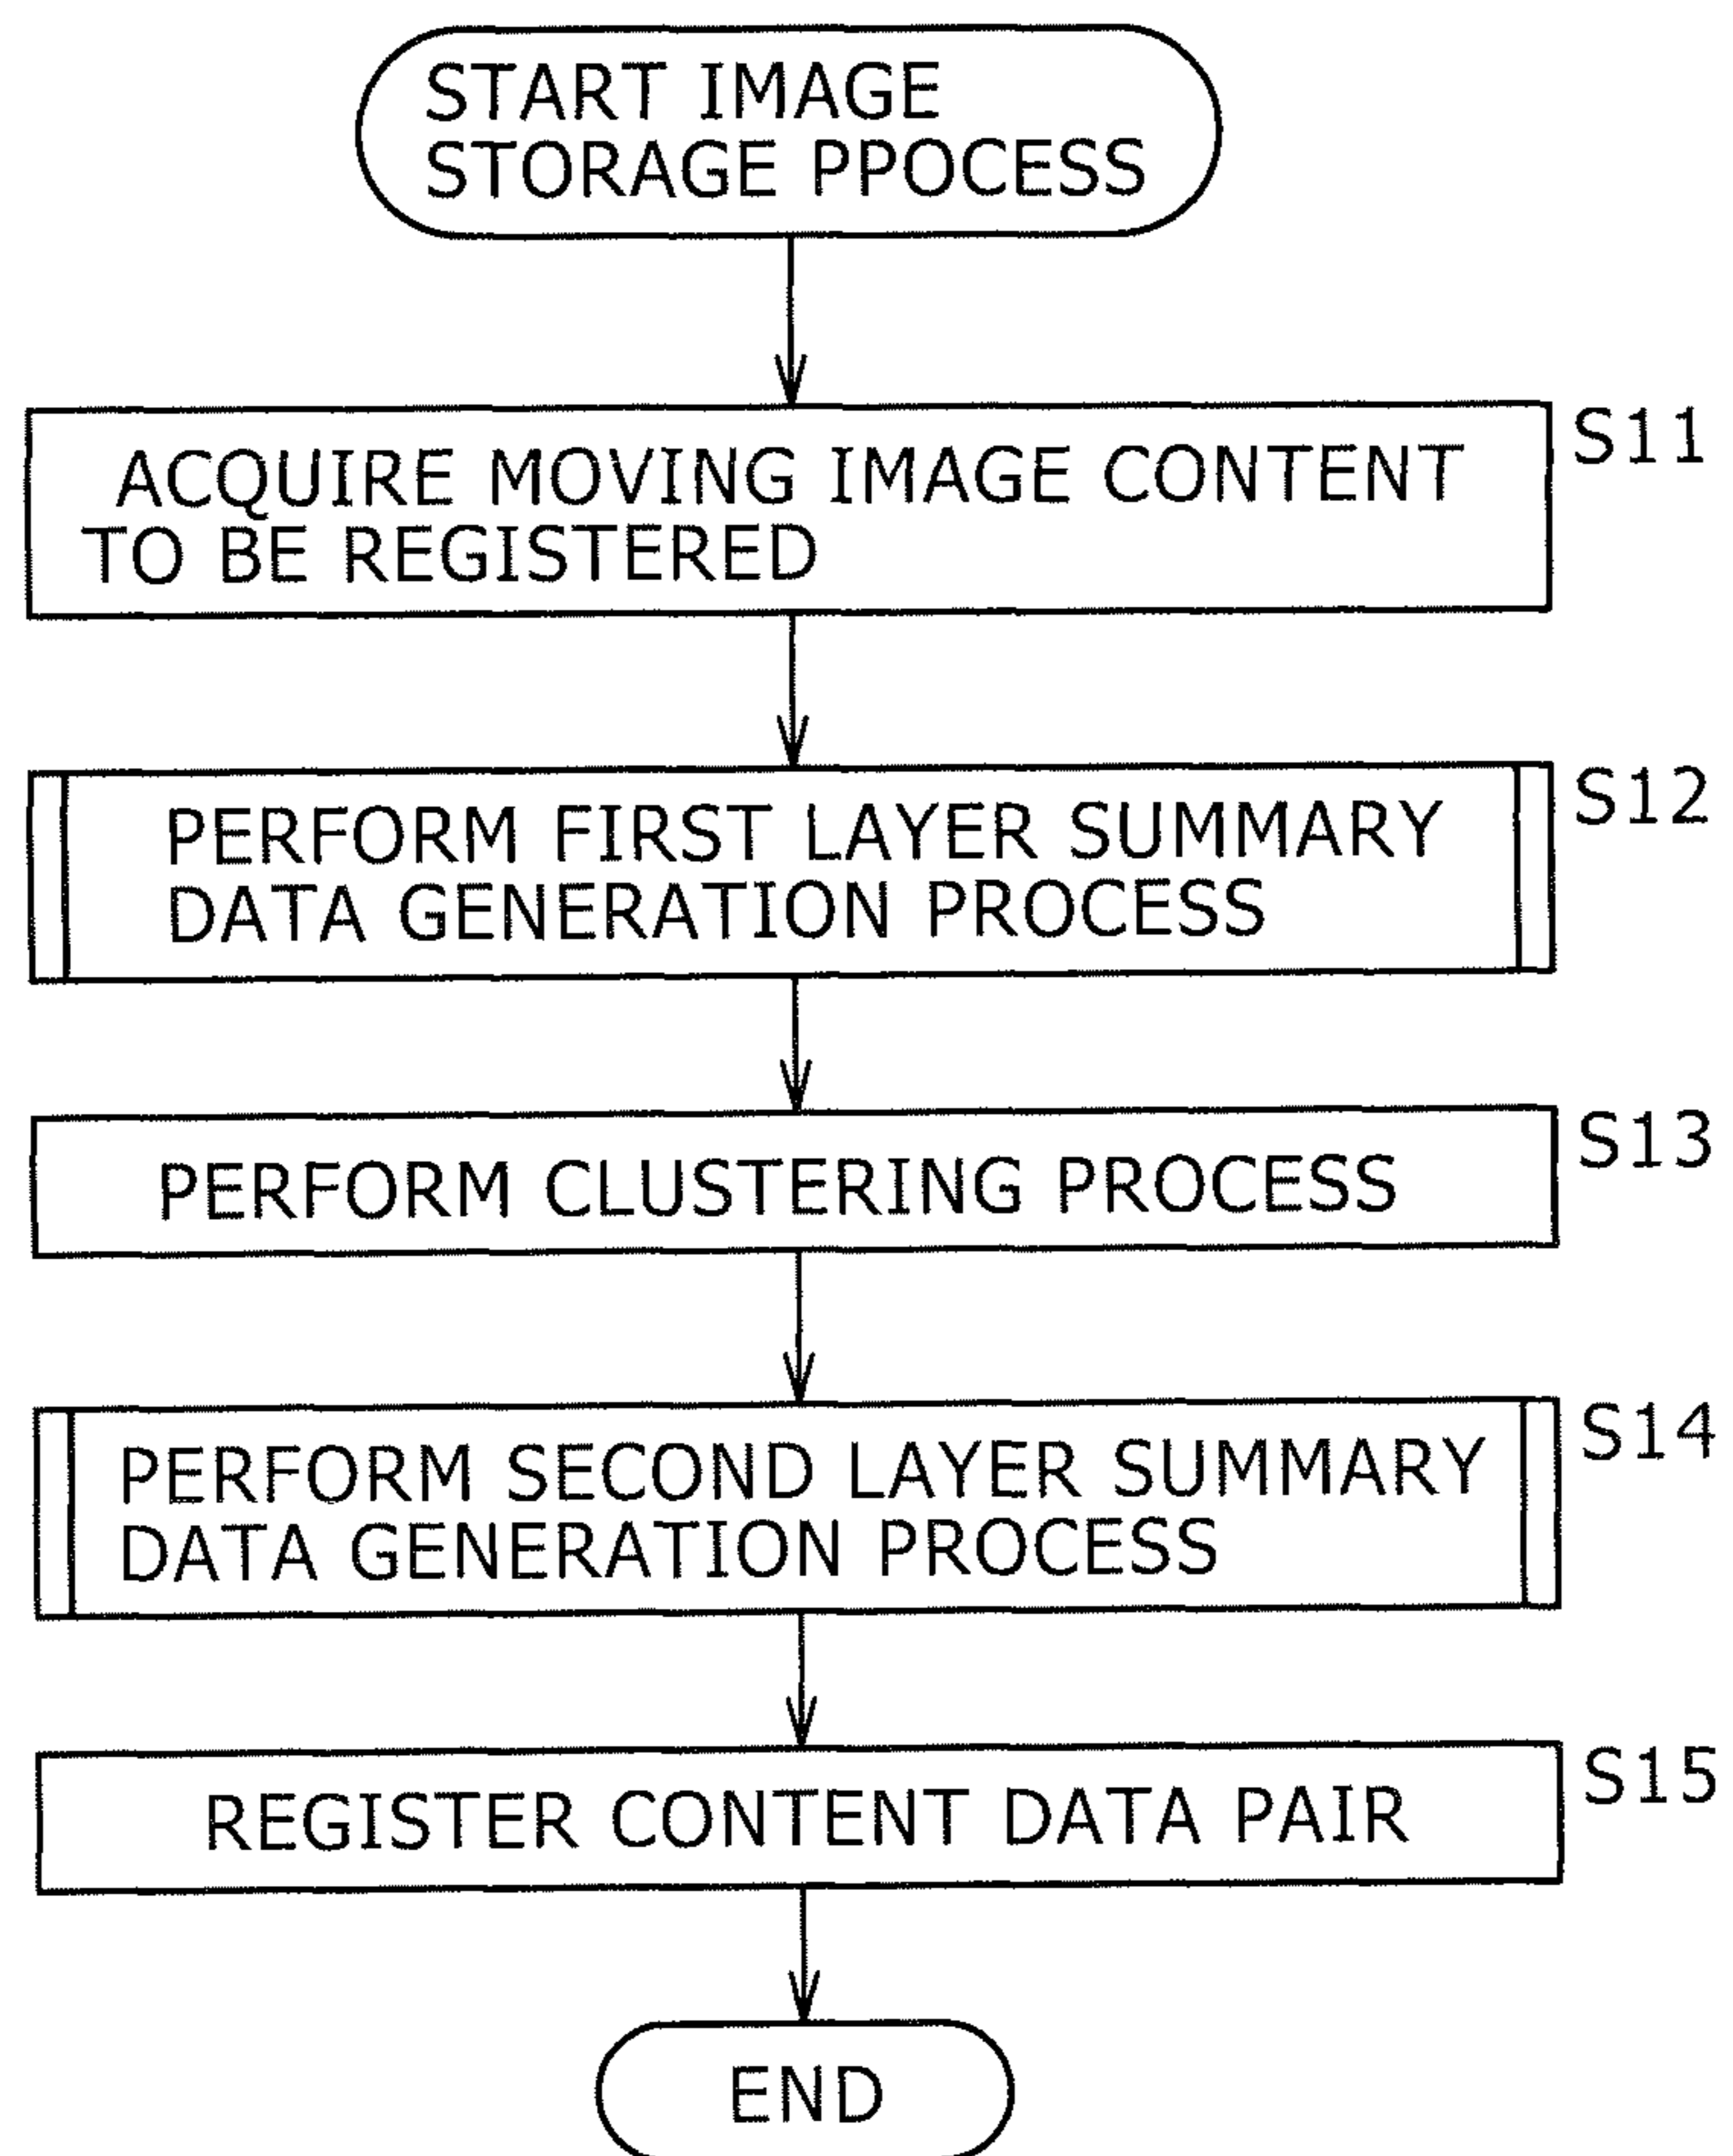 START IMAGE
STORAGE PPOCESS
ACQUIRE MOVING IMAGE CONTENT
TO BE REGISTERED
S11
PERFORM FIRST LAYER SUMMARY
DATA GENERATION PROCESS
S12
PERFORM CLUSTERING PROCESS
S13
PERFORM SECOND LAYER SUMMARY
DATA GENERATION PROCESS
S14
REGISTER CONTENT DATA PAIR
S15
END